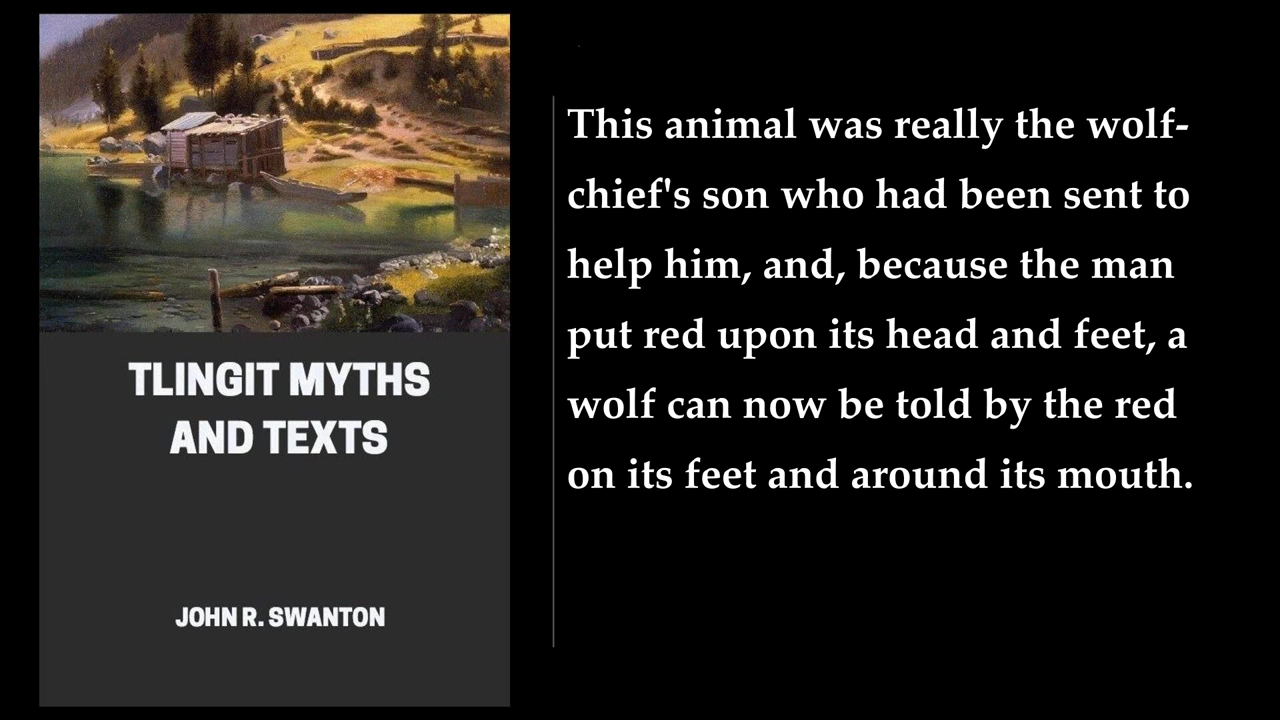 TLINGIT MYTHS
AND TEXTS
JOHN R. SWANTON
This animal was really the wolf-
chief's son who had been sent to
help him, and, because the man
put red upon its head and feet, a
wolf can now be told by the red
on its feet and around its mouth.